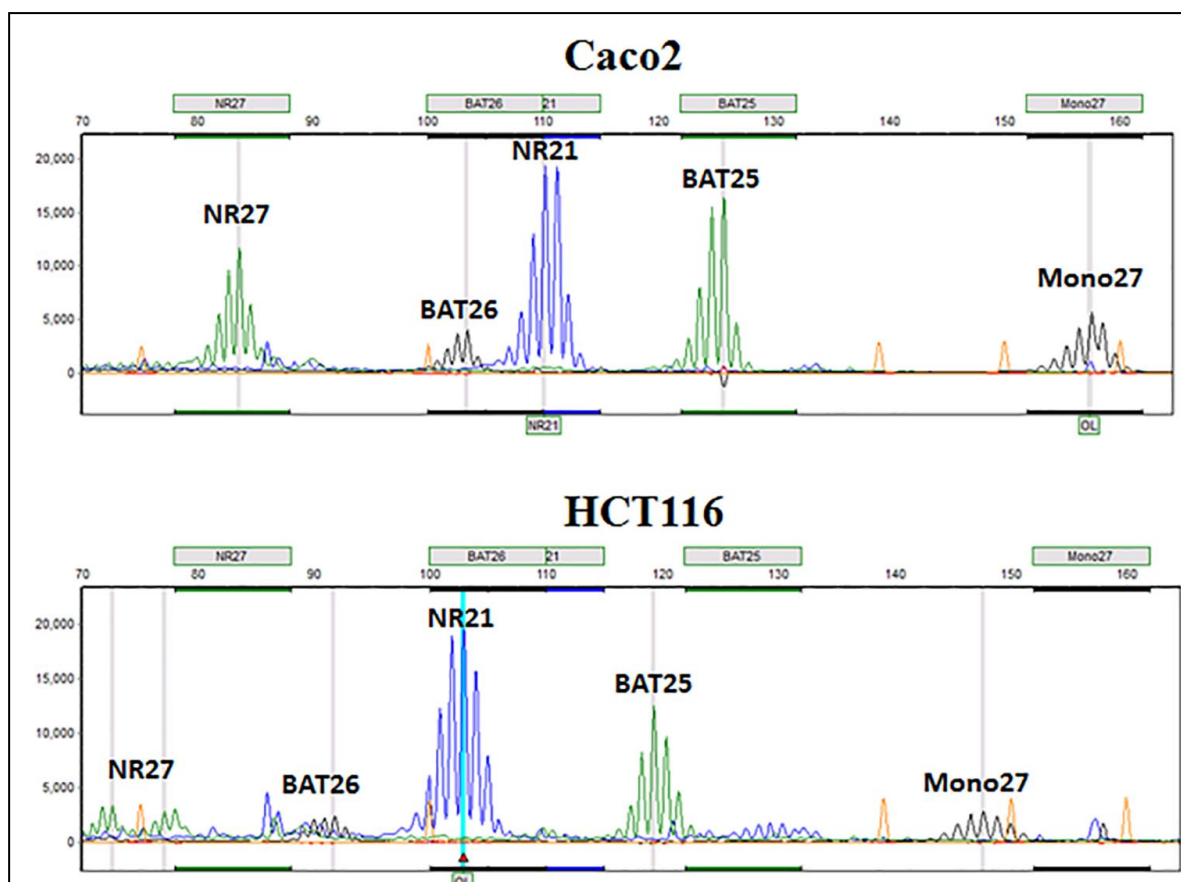 Caco2
NR27 BAT26 21 BAT25 Mono27
70 80 90 100 110 120 130 140 150 160
20,000
NR21
BAT25
15,000
NR27
10,000
Mono27
BAT26
5,000
0
NR21 OL
HCT116
NR27 BAT26 21 BAT25 Mono27
70 80 90 100 110 120 130 140 150 160
20,000
NR21
15,000
BAT25
10,000
5,000
NR27 BAT26 Mono27
0
OL